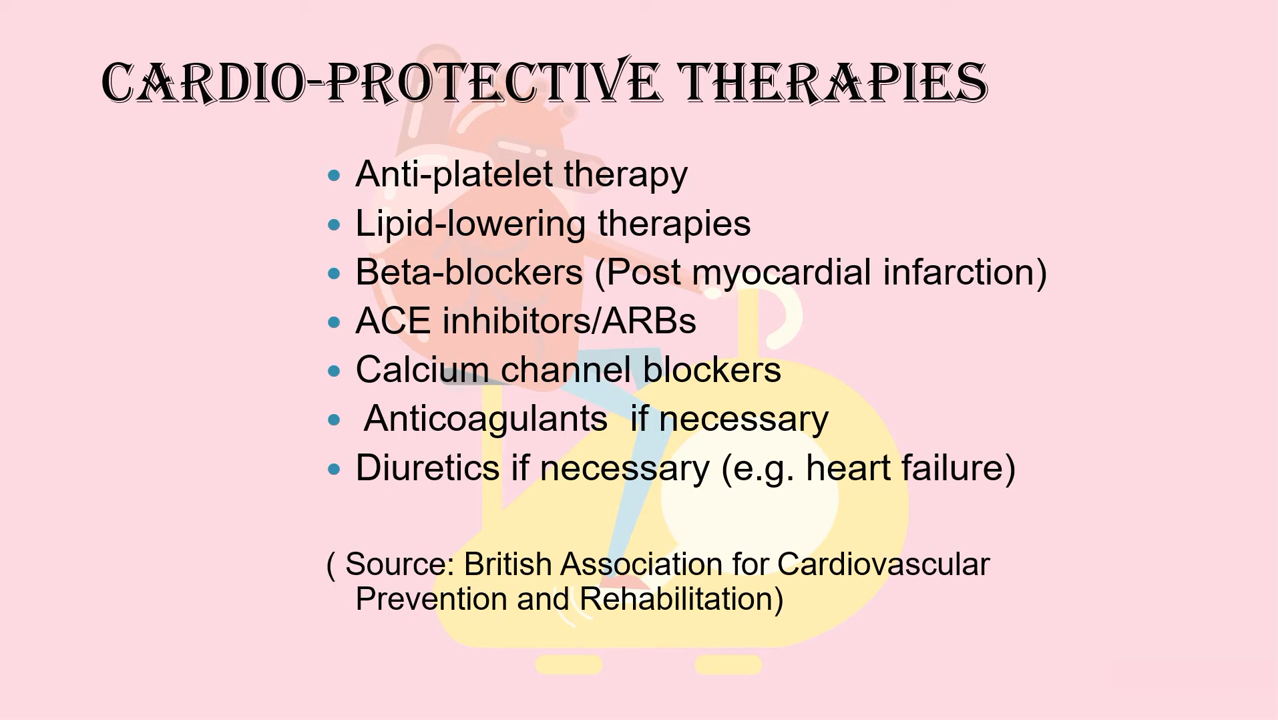 CARDIO-PROTECTIVE THERAPIES
• Anti-platelet therapy
• Lipid-lowering therapies
• Beta-blockers (Post myocardial infarction)
• ACE inhibitors/ARBs
• Calcium channel blockers
• Anticoagulants if necessary
• Diuretics if necessary (e.g. heart failure)
( Source: British Association for Cardiovascular
Prevention and Rehabilitation)